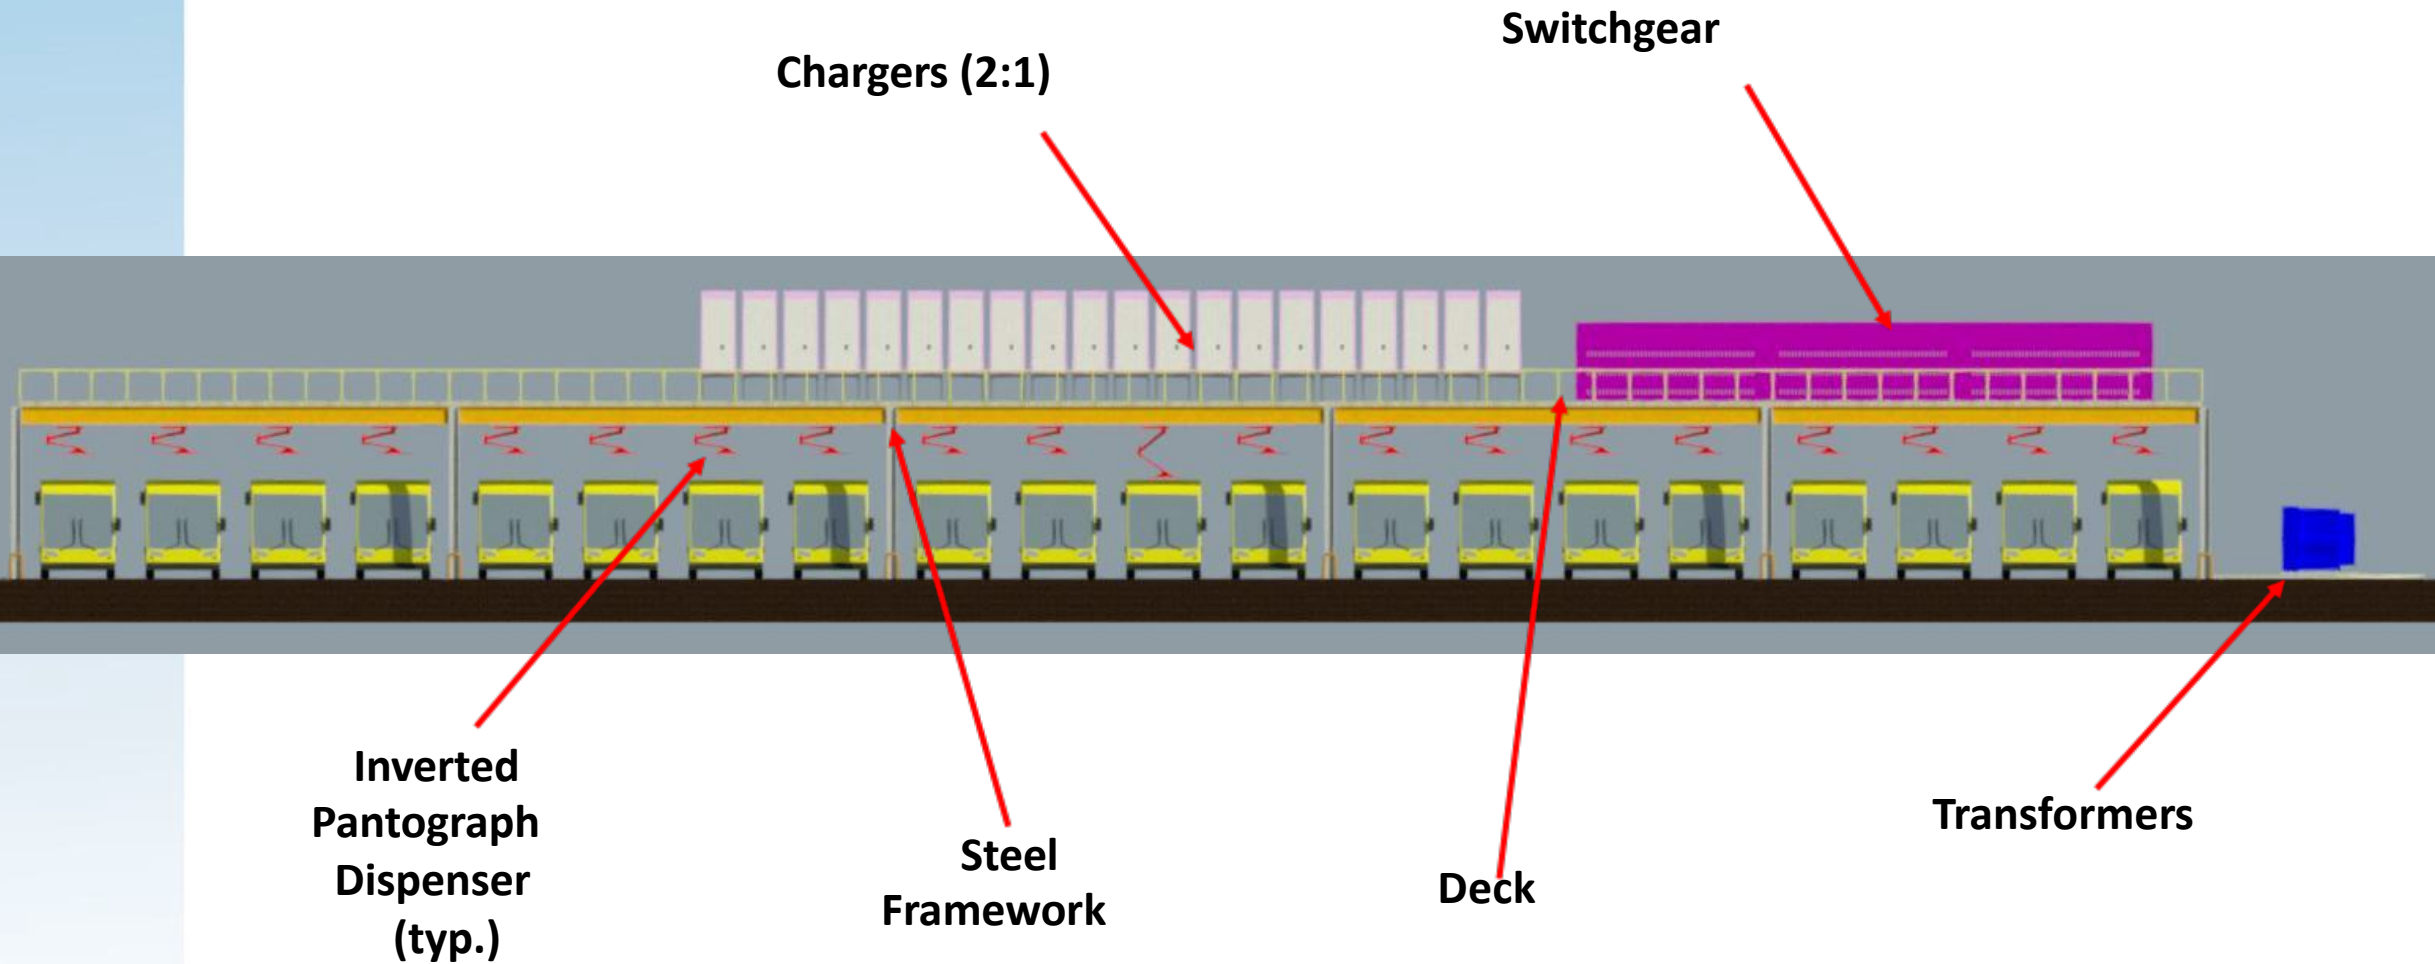 Switchgear
Chargers (2:1)
Inverted
Pantograph
Dispenser
(typ.)
Steel
Framework
Deck
Transformers